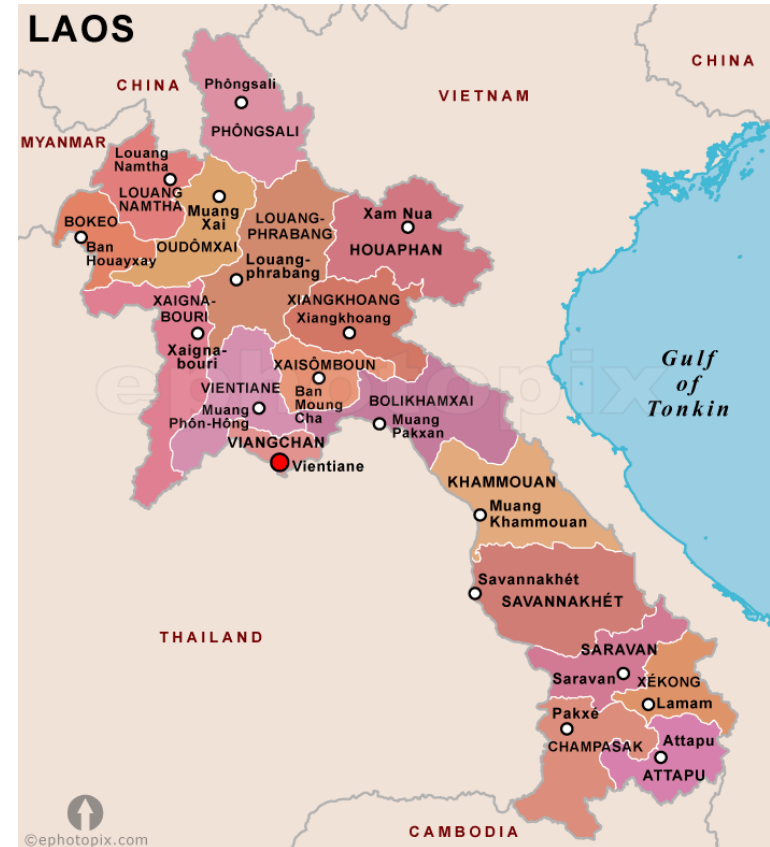 LAOS
CHINA
CHINA
VIETNAM
MYANMAR
Phôngsali
PHÔNGSALI
Louang
Namtha
LOUANG
NAMTHA
Muang
Xai
OUDÔMXAI
BOKEO
Ban
Houayxay
LOUANG-
PHRABANG
Louang-
phrabang
Xam Nua
HOUAPHAN
XIANGKHOANG
Xiangkhoang
XAIGNA-
BOURI
Xaigna-
bouri
XAISÔMBOUN
Ban
Moung
Cha
VIENTIANE
Muang
Phôn-Hông
BOLIKHAMXAI
Muang
Pakxan
VIANGCHAN
Vientiane
Gulf
of
Tonkin
ephotopix
KHAMMOUAN
Muang
Khammouan
Savannakhét
SAVANNAKHÉT
THAILAND
SARAVAN
Saravan
XÉKONG
Lamam
Pakxé
CHAMPASAK
Attapu
ATTAPU
CAMBODIA
©ephotopix.com